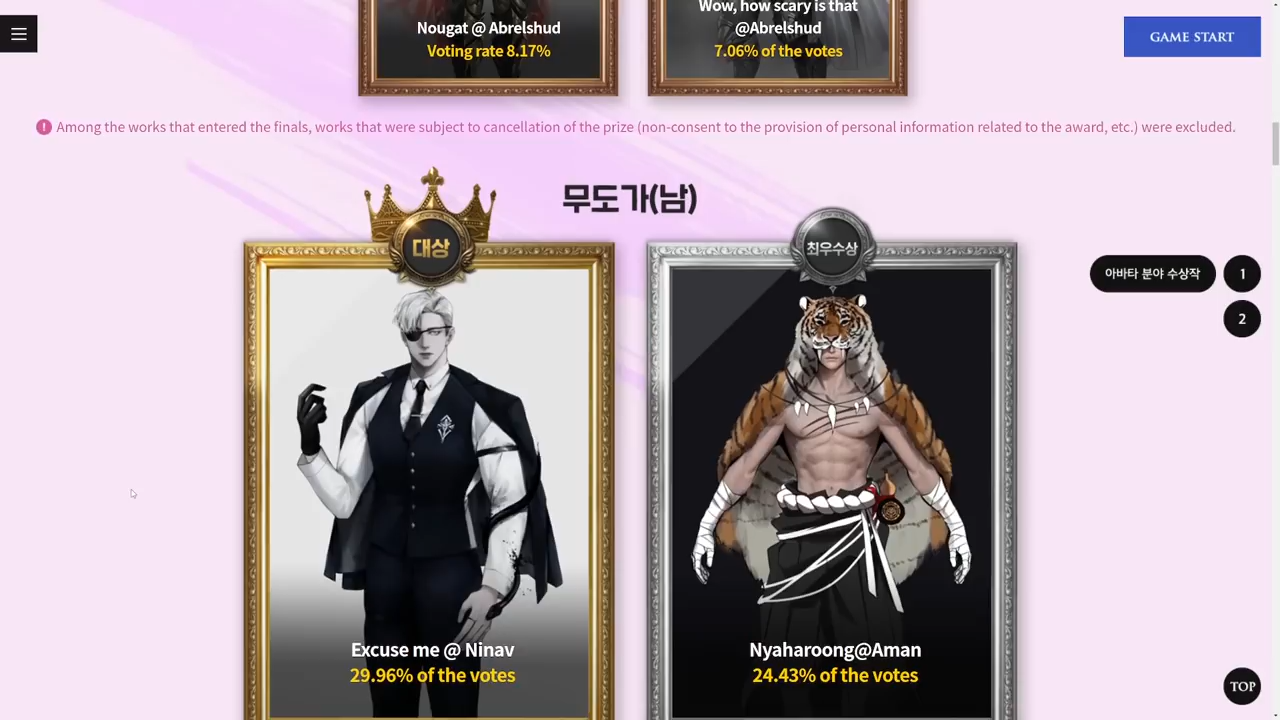 Nougat @ Abrelshud
Voting rate 8.17%
Wow, how scary is that
@Abrelshud
7.06% of the votes
GAME START
Among the works that entered the finals, works that were subject to cancellation of the prize (non-consent to the provision of personal information related to the award, etc.) were excluded.
무도가(남)
대상
최우수상
아바타 분야 수상작
1
2
Excuse me @ Ninav
29.96% of the votes
Nyaharoong@Aman
24.43% of the votes
TOP